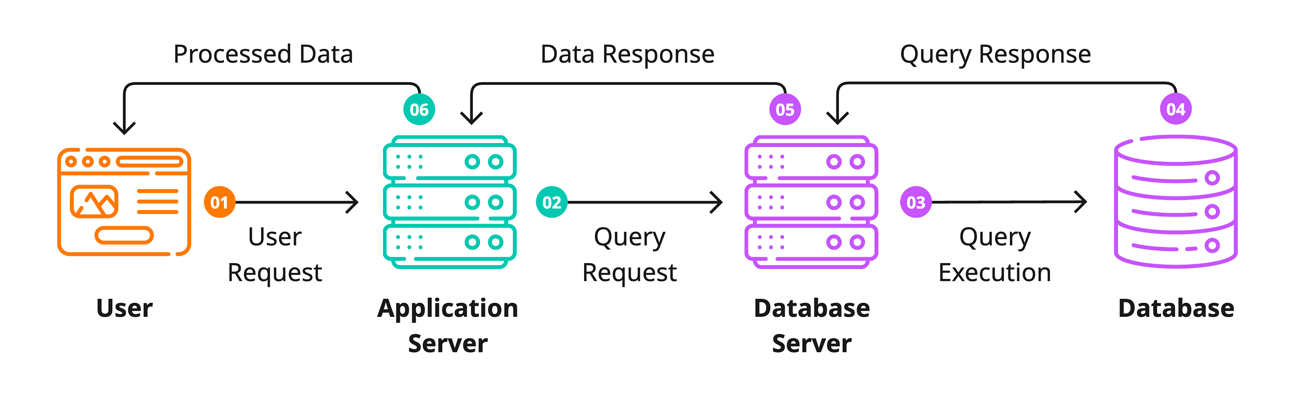 Processed Data
Data Response
Query Response
06
05
04
01
02
03
User
Request
Query
Request
Query
Execution
User
Application
Server
Database
Server
Database